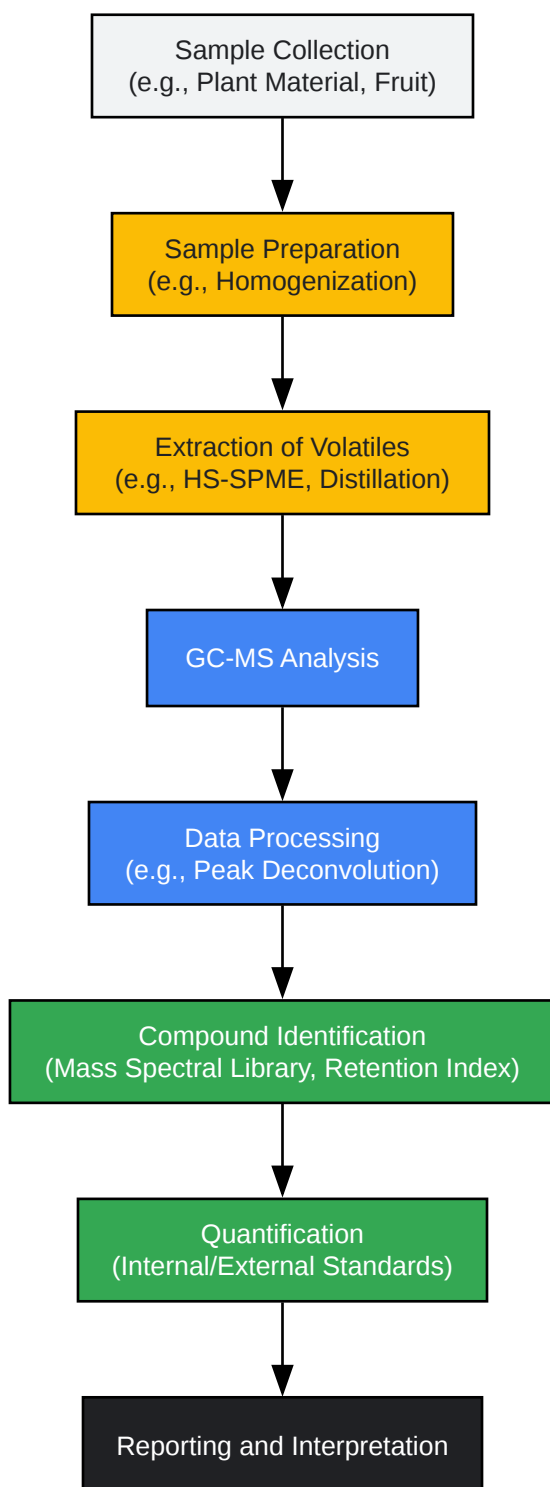 Sample Collection
(e.g., Plant Material, Fruit)
Sample Preparation
(e.g., Homogenization)
Extraction of Volatiles
(e.g., HS-SPME, Distillation)
GC-MS Analysis
Data Processing
(e.g., Peak Deconvolution)
Compound Identification
(Mass Spectral Library, Retention Index)
Quantification
(Internal/External Standards)
Reporting and Interpretation